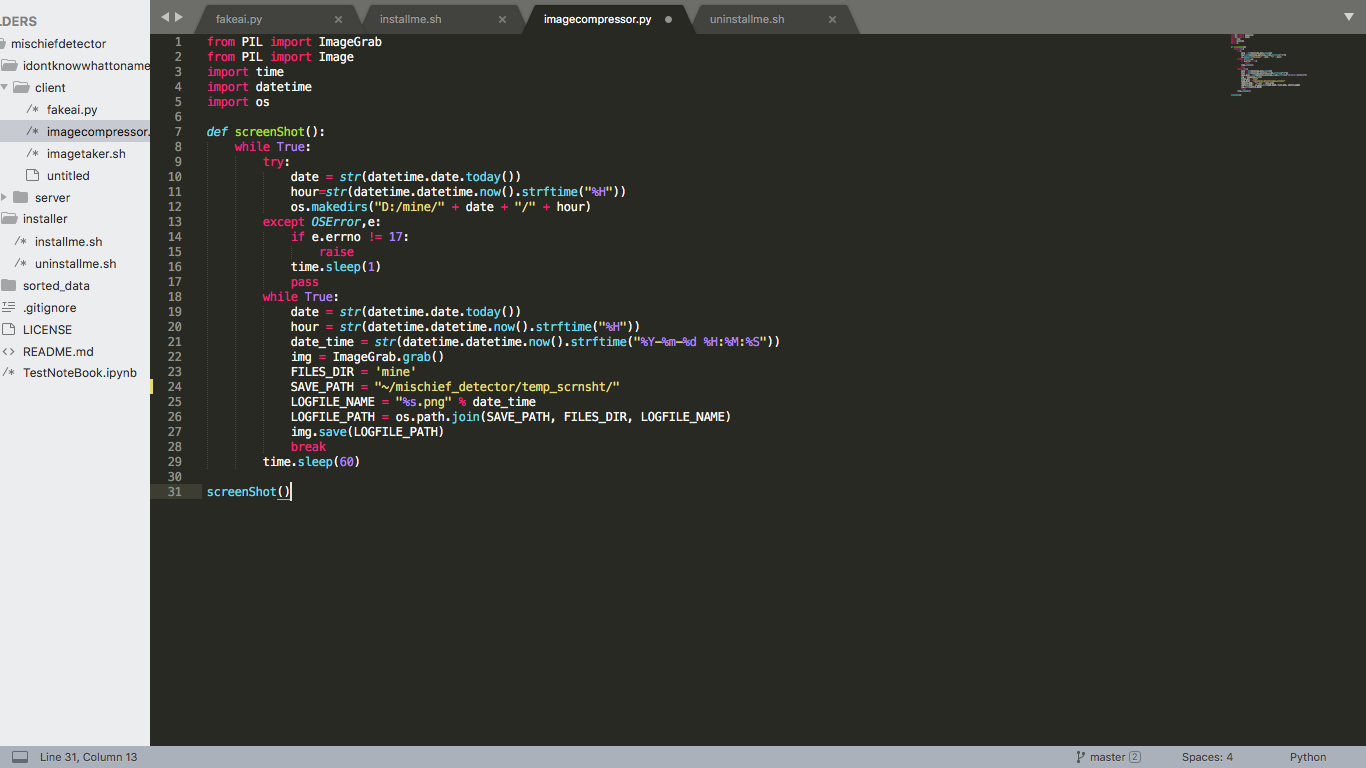 LDERS
mischiefdetector
idontknowwhattoname
client
/* fakeai.py
/* imagecompressor.
/* imagetaker.sh
untitled
server
installer
/* installme.sh
/* uninstallme.sh
sorted_data
.gitignore
LICENSE
<> README.md
/* TestNoteBook.ipynb
fakeai.py × installme.sh × imagecompressor.py uninstallme.sh ×
1 from PIL import ImageGrab
2 from PIL import Image
3 import time
4 import datetime
5 import os
6
7 def screenShot():
8     while True:
9         try:
10             date = str(datetime.date.today())
11             hour=str(datetime.datetime.now().strftime("%H"))
12             os.makedirs("D:/mine/" + date + "/" + hour)
13         except OSError,e:
14             if e.errno != 17:
15                 raise
16             time.sleep(1)
17             pass
18         while True:
19             date = str(datetime.date.today())
20             hour = str(datetime.datetime.now().strftime("%H"))
21             date_time = str(datetime.datetime.now().strftime("%Y-%m-%d %H:%M:%S"))
22             img = ImageGrab.grab()
23             FILES_DIR = 'mine'
24             SAVE_PATH = "~/mischief_detector/temp_scrnsht/"
25             LOGFILE_NAME = "%s.png" % date_time
26             LOGFILE_PATH = os.path.join(SAVE_PATH, FILES_DIR, LOGFILE_NAME)
27             img.save(LOGFILE_PATH)
28             break
29         time.sleep(60)
30
31 screenShot()
Line 31, Column 13 master 2 Spaces: 4 Python